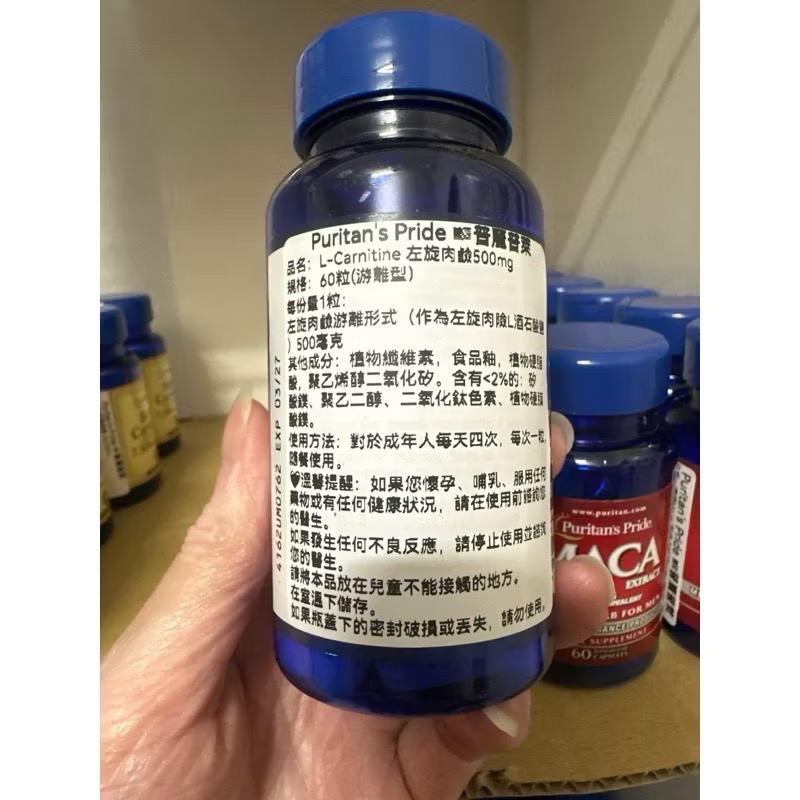 Puritan's Pride 普麗普萊
品名: L-Carnitine 左旋肉鹼500mg
規格: 60粒(游離型)
每份量1粒:
左旋肉鹼游離形式 (作為左旋肉險L酒石酸鹽
) 500毫克
其他成分: 植物纖維素, 食品釉, 植物硬脂
酸, 聚乙烯醇二氧化矽。含有<2%的: 矽
酸鎂、聚乙二醇、二氧化鈦色素、植物硬脂
酸鎂。
使用方法: 對於成年人每天四次, 每次一粒,
隨餐使用。
♥溫馨提醒: 如果您懷孕、哺乳、服用任何
藥物或有任何健康狀況, 請在使用前諮詢您
的醫生。
如果發生任何不良反應, 請停止使用並諮詢
您的醫生。
請將本品放在兒童不能接觸的地方。
在室溫下儲存。
如果瓶蓋下的密封破損或丟失, 請勿使用。
4162UM0762 EXP 03/27
www.puritan.com
Puritan's Pride
MACA
EXTRACT
FOR MEN
SUPPLEMENT
60
CAPSULES
Puritan's Pride